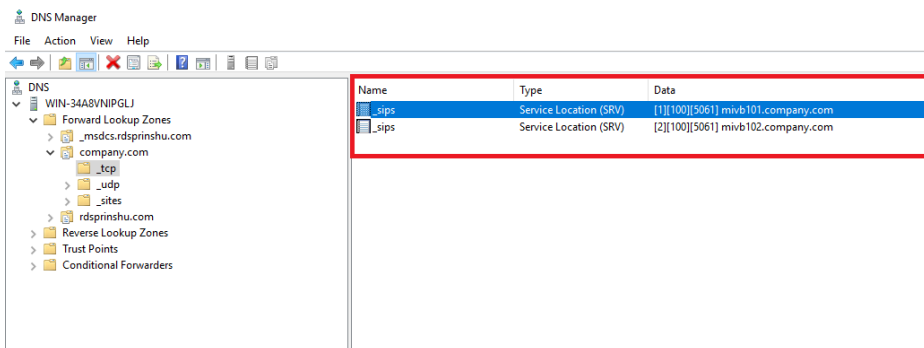 DNS Manager
File Action View Help
DNS
WIN-34A8VNIPGLJ
Forward Lookup Zones
_msdcs.rdsprinshu.com
company.com
_tcp
_udp
_sites
rdsprinshu.com
Reverse Lookup Zones
Trust Points
Conditional Forwarders
Name Type Data
_sips Service Location (SRV) [1][100][5061] mivb101.company.com
_sips Service Location (SRV) [2][100][5061] mivb102.company.com